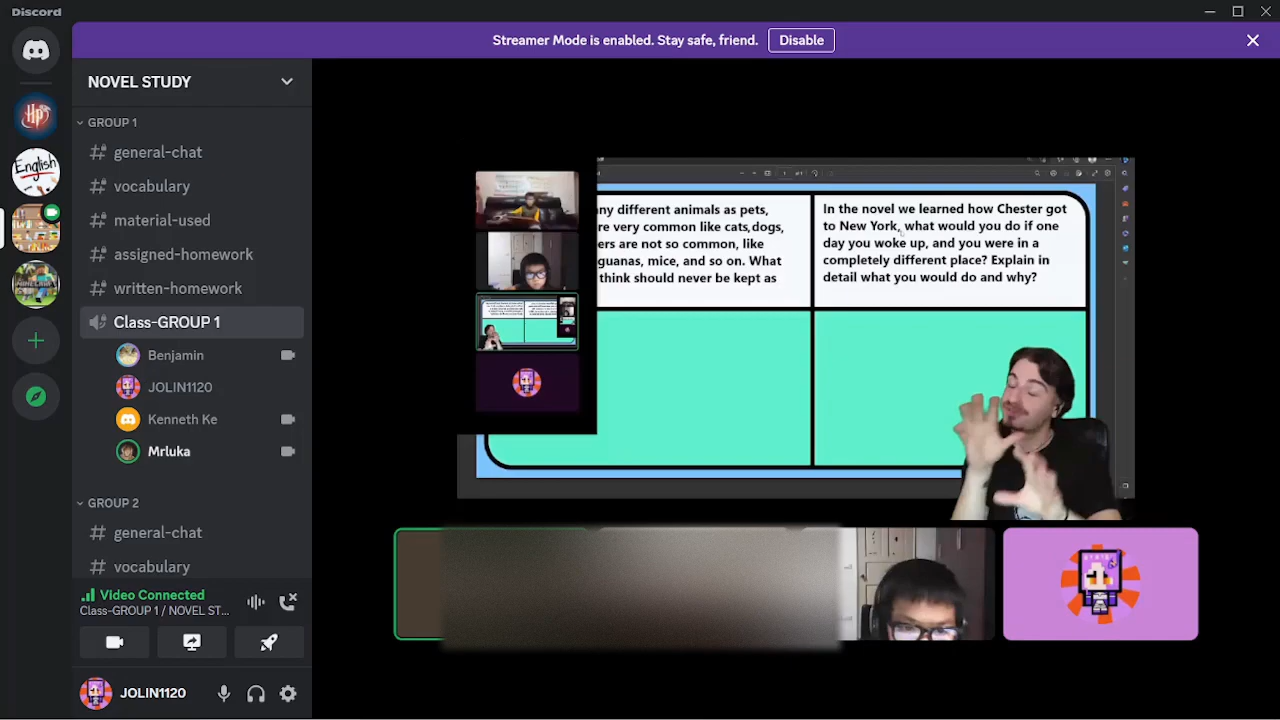 Discord
Streamer Mode is enabled. Stay safe, friend.
Disable
NOVEL STUDY
GROUP 1
general-chat
vocabulary
material-used
assigned-homework
written-homework
Class-GROUP 1
Benjamin
JOLIN1120
Kenneth Ke
Mrluka
GROUP 2
general-chat
vocabulary
Video Connected
Class-GROUP 1 / NOVEL ST...
JOLIN1120
HP
English
different animals as pets,
very common like cats,dogs,
are not so common, like
mice, and so on. What
think should never be kept as
In the novel we learned how Chester got
to New York, what would you do if one
day you woke up, and you were in a
completely different place? Explain in
detail what you would do and why?